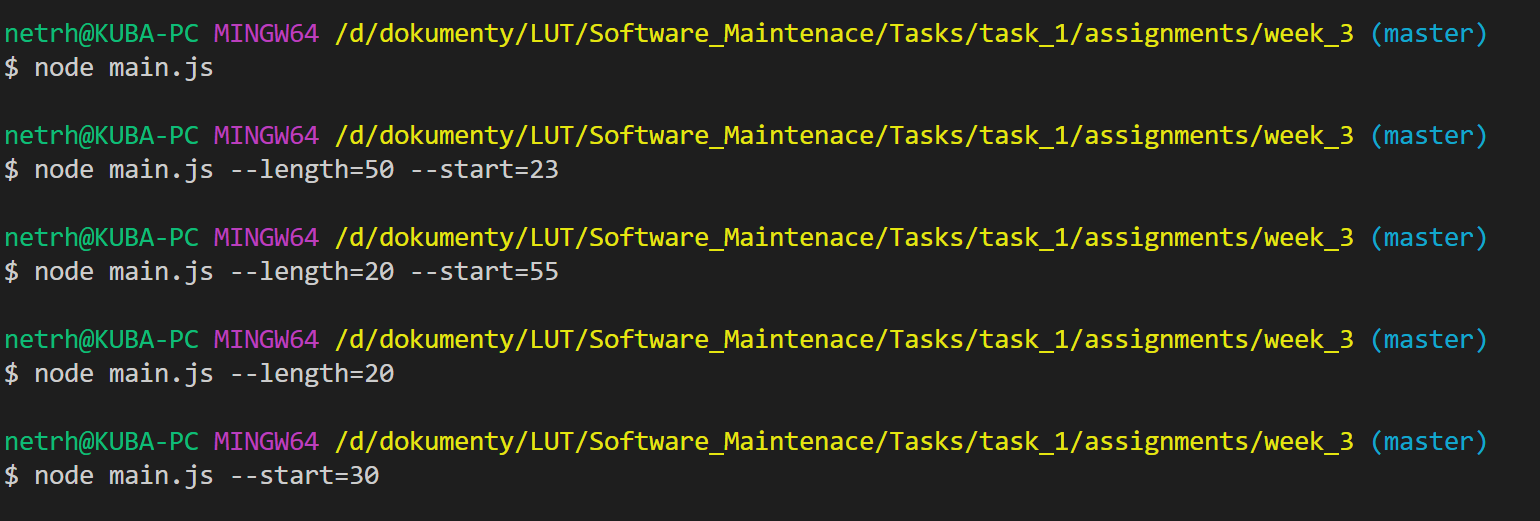 netrh@KUBA-PC MINGW64 /d/dokumenty/LUT/Software_Maintenace/Tasks/task_1/assignments/week_3 (master)
$ node main.js
netrh@KUBA-PC MINGW64 /d/dokumenty/LUT/Software_Maintenace/Tasks/task_1/assignments/week_3 (master)
$ node main.js --length=50 --start=23
netrh@KUBA-PC MINGW64 /d/dokumenty/LUT/Software_Maintenace/Tasks/task_1/assignments/week_3 (master)
$ node main.js --length=20 --start=55
netrh@KUBA-PC MINGW64 /d/dokumenty/LUT/Software_Maintenace/Tasks/task_1/assignments/week_3 (master)
$ node main.js --length=20
netrh@KUBA-PC MINGW64 /d/dokumenty/LUT/Software_Maintenace/Tasks/task_1/assignments/week_3 (master)
$ node main.js --start=30